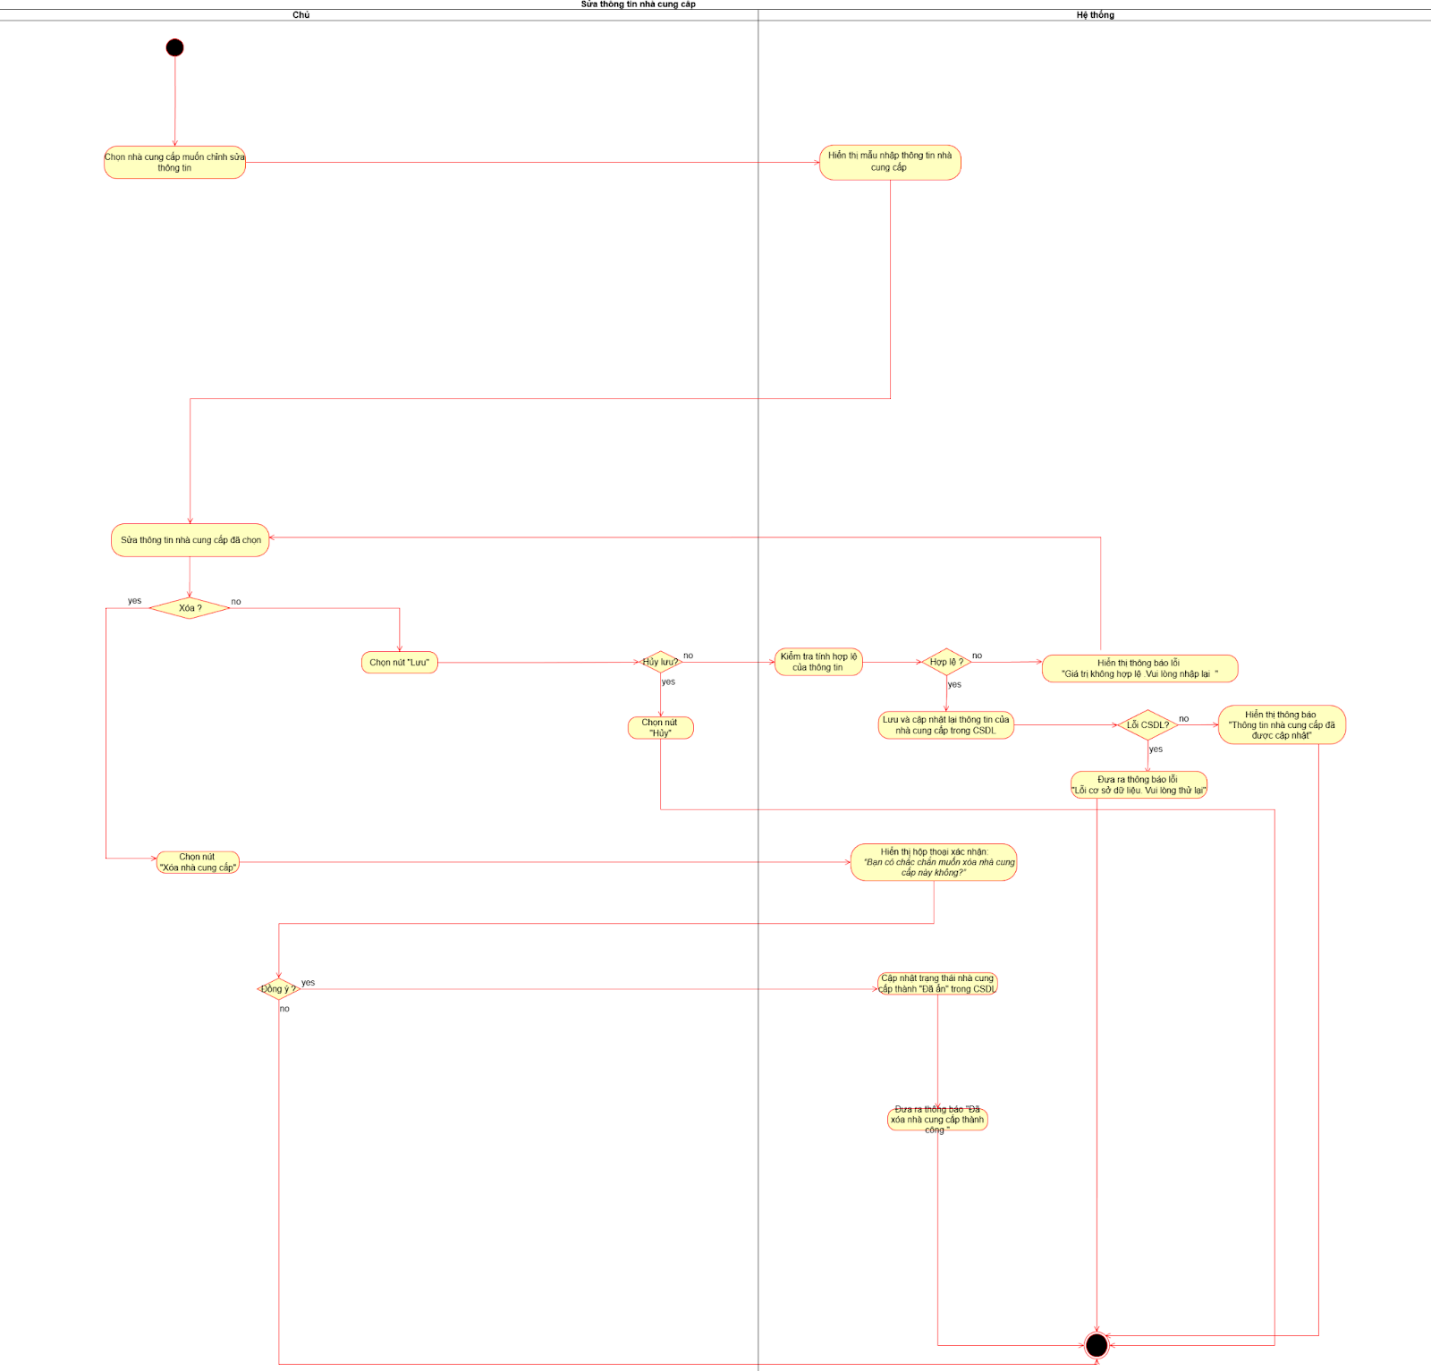 Sửa thông tin nhà cung cấp
Chủ
Hệ thống
Chọn nhà cung cấp muốn chỉnh sửa
thông tin
Hiển thị mẫu nhập thông tin nhà
cung cấp
Sửa thông tin nhà cung cấp đã chọn
yes
Xóa ?
no
Chọn nút "Lưu"
Hủy lưu?
no
yes
Kiểm tra tính hợp lệ
của thông tin
Hợp lệ ?
no
yes
Hiển thị thông báo lỗi
"Giá trị không hợp lệ .Vui lòng nhập lại "
Chọn nút
"Hủy"
Lưu và cập nhật lại thông tin của
nhà cung cấp trong CSDL
Lỗi CSDL?
no
yes
Hiển thị thông báo
"Thông tin nhà cung cấp đã
được cập nhật"
Đưa ra thông báo lỗi
"Lỗi cơ sở dữ liệu. Vui lòng thử lại"
Chọn nút
"Xóa nhà cung cấp"
Hiển thị hộp thoại xác nhận:
"Bạn có chắc chắn muốn xóa nhà cung
cấp này không?"
Đồng ý ?
yes
no
Cập nhật trạng thái nhà cung
cấp thành "Đã ẩn" trong CSDL
Đưa ra thông báo "Đã
xóa nhà cung cấp thành
công "